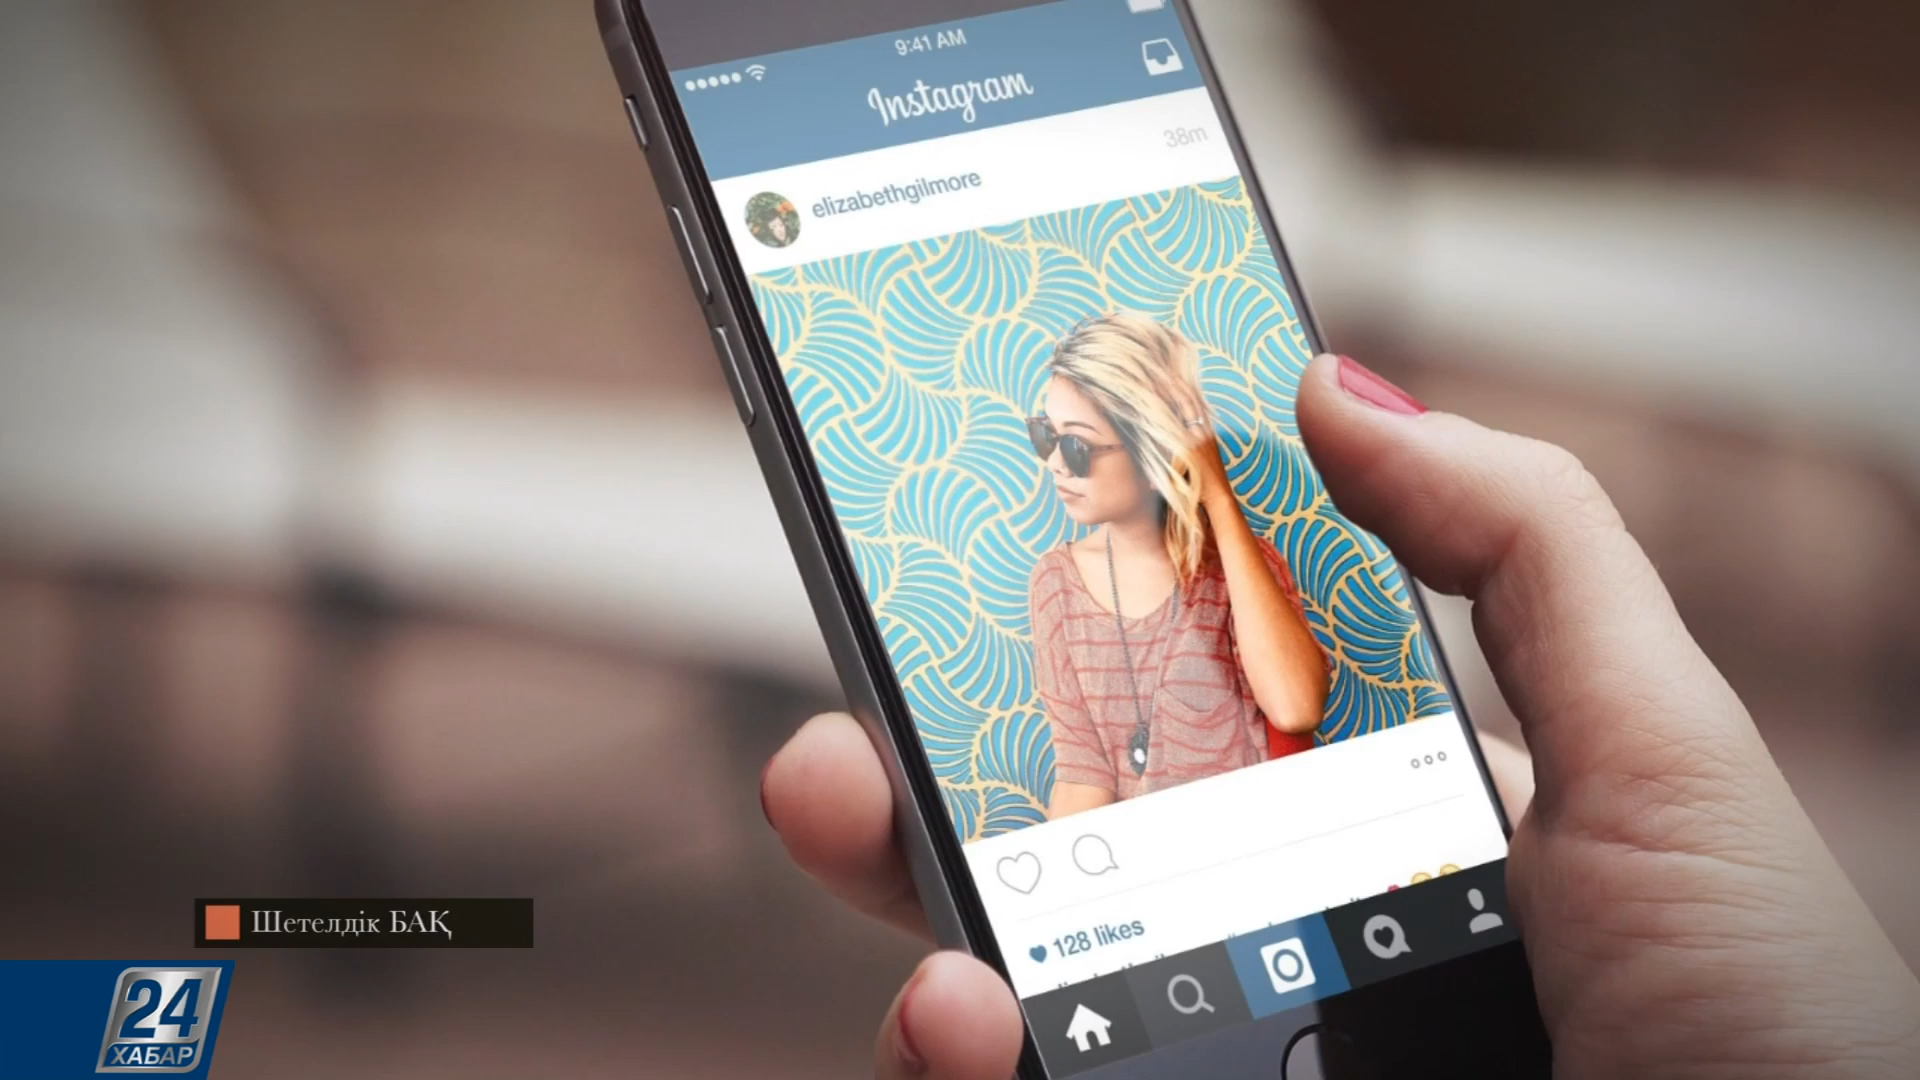 9:41 AM
Instagram
38m
elizabethgilmore
128 likes
Шетелдік БАҚ
24
ХАБАР